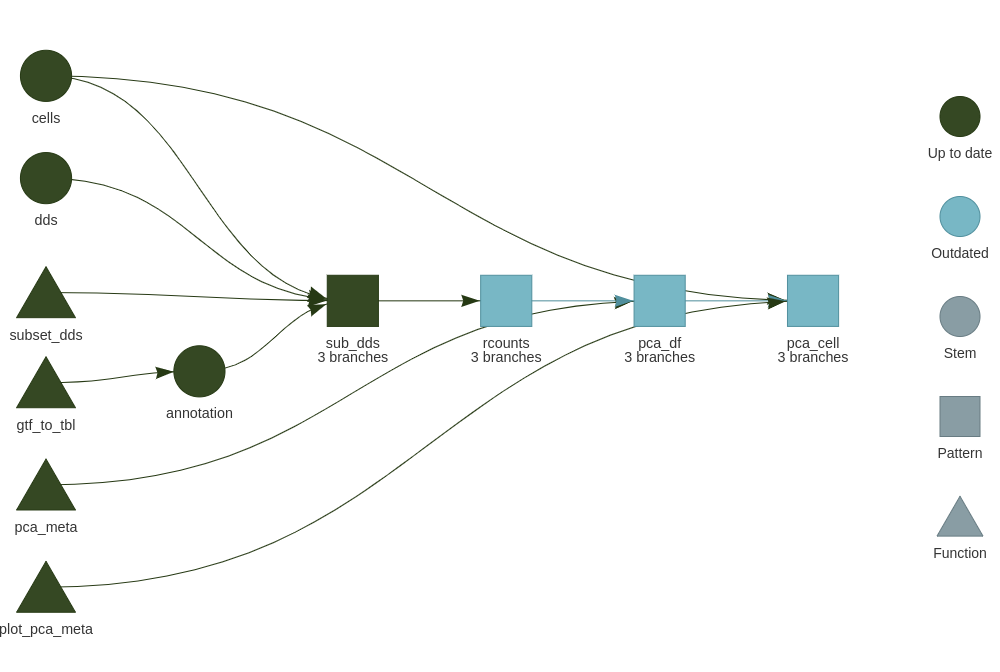 cells
dds
subset_dds
gtf_to_tbl
annotation
pca_meta
plot_pca_meta
sub_dds
3 branches
rcounts
3 branches
pca_df
3 branches
pca_cell
3 branches
Up to date
Outdated
Stem
Pattern
Function